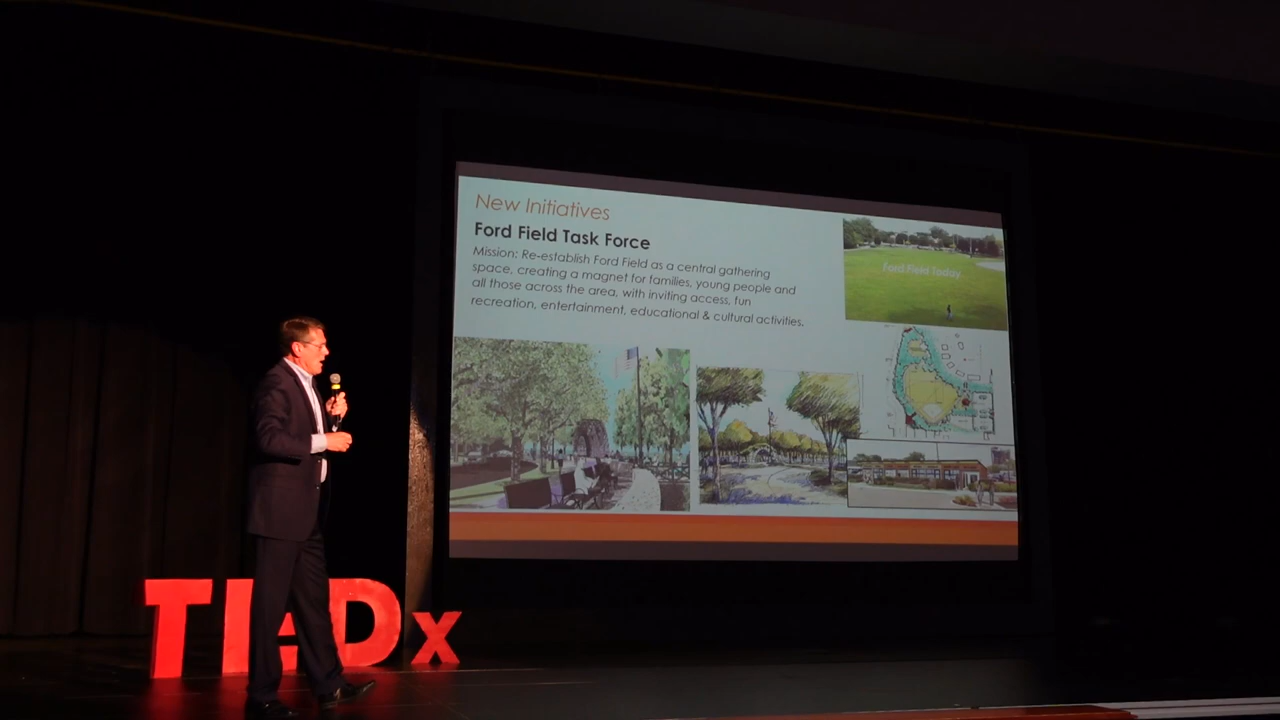 New Initiatives
Ford Field Task Force
Mission: Re-establish Ford Field as a central gathering
space, creating a magnet for families, young people and
all those across the area, with inviting access, fun
recreation, entertainment, educational & cultural activities.
Ford Field Today
TEDx